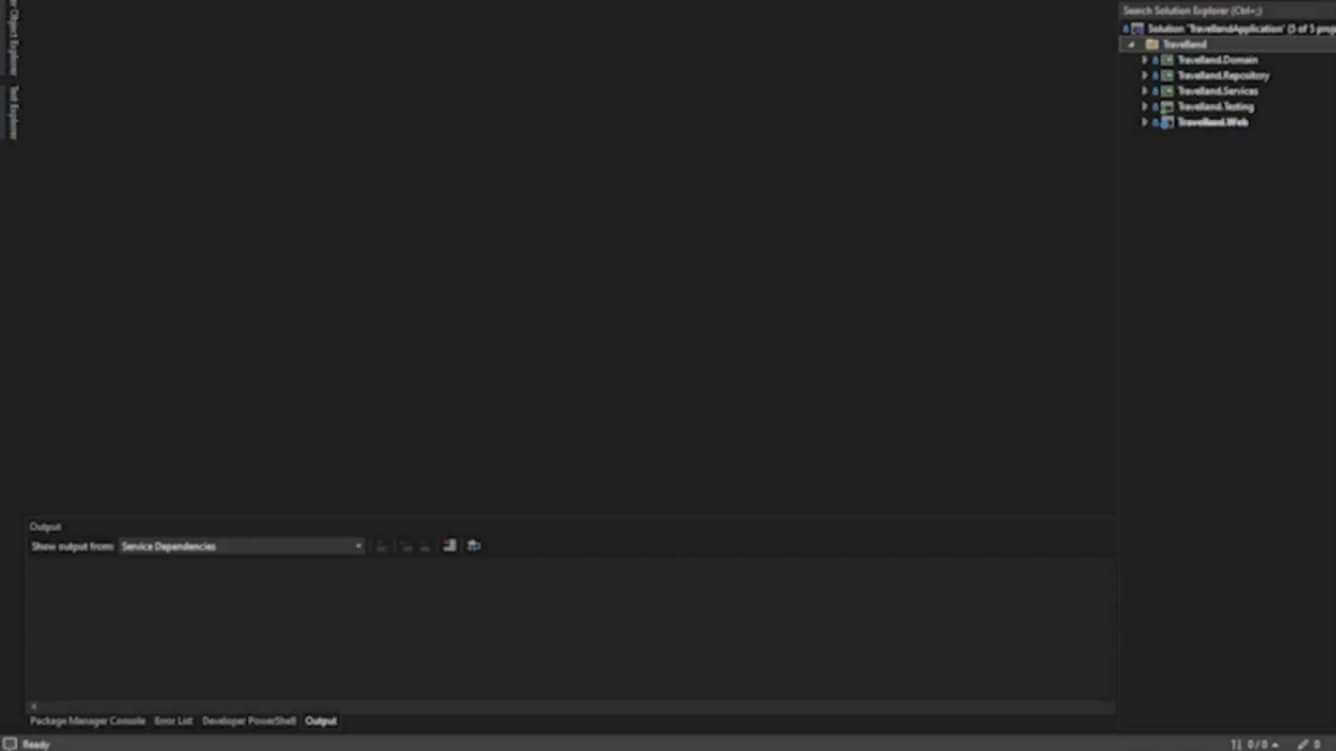 Object Explorer
Test Explorer
Search Solution Explorer (Ctrl+;)
Solution 'TravellandApplication' (5 of 5 proj
Travelland
Travelland.Domain
Travelland.Repository
Travelland.Services
Travelland.Testing
Travelland.Web
Output
Show output from: Service Dependencies
Package Manager Console Error List Developer PowerShell Output
Ready 0 / 0 0